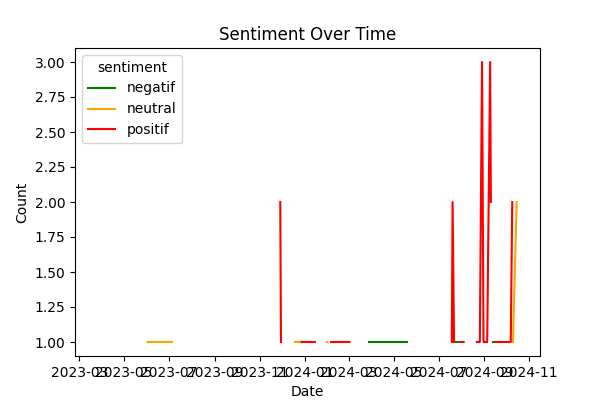 Sentiment Over Time
sentiment
negatif
neutral
positif
3.00
2.75
2.50
2.25
2.00
1.75
1.50
1.25
1.00
Count
2023-03 2023-05 2023-07 2023-09 2023-11 2024-01 2024-03 2024-05 2024-07 2024-09 2024-11
Date